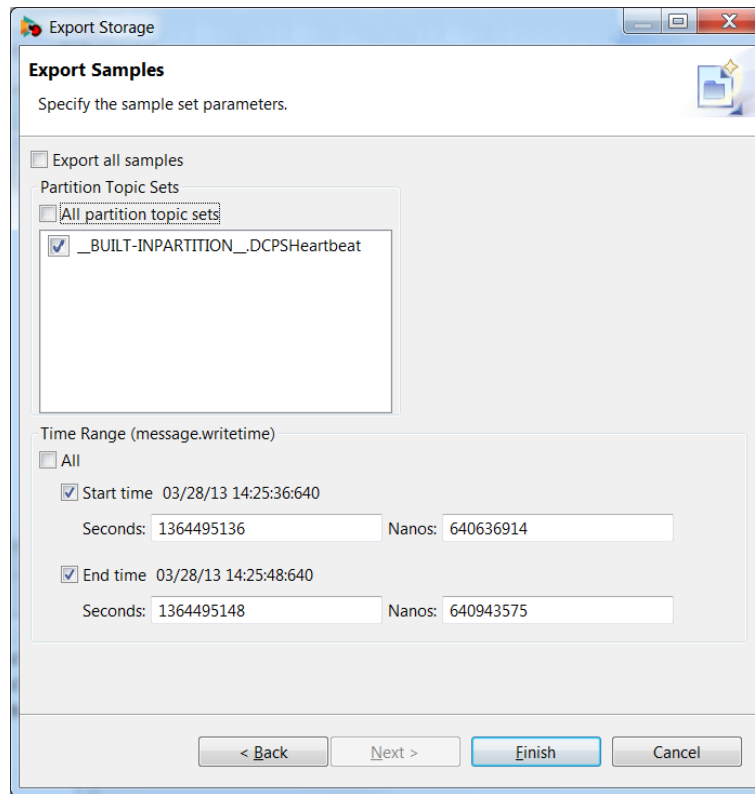 Export Storage
Export Samples
Specify the sample set parameters.
Export all samples
Partition Topic Sets
All partition topic sets
__BUILT-INPARTITION__.DCPSHeartbeat
Time Range (message.writetime)
All
Start time 03/28/13 14:25:36:640
Seconds: 1364495136 Nanos: 640636914
End time 03/28/13 14:25:48:640
Seconds: 1364495148 Nanos: 640943575
< Back Next > Finish Cancel